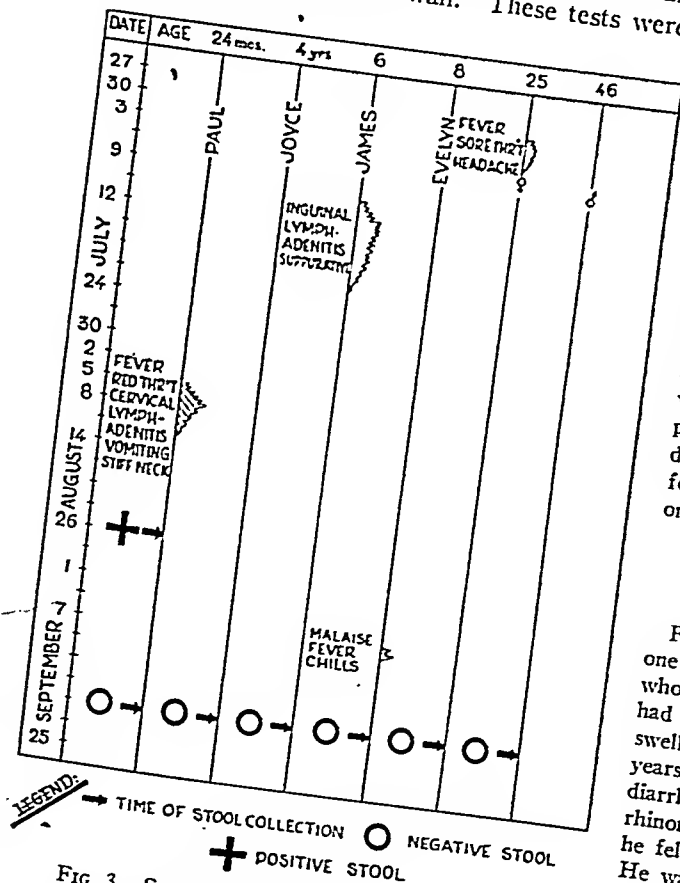 These tests were
DATE AGE 24 mos. 4 yrs 6 8 25 46
27
30
3
9
12
JULY
24
30
2
5
8
14
AUGUST
26
1
7
SEPTEMBER
25
PAUL
JOYCE
JAMES
EVELYN
FEVER
SORE THR'T
HEADACHE
INGUINAL
LYMPH-
ADENITIS
SUPPURATIVE
FEVER
RED THR'T
CERVICAL
LYMPH-
ADENITIS
VOMITING
STIFF NECK
MALAISE
FEVER
CHILLS
LEGEND:
TIME OF STOOL COLLECTION
NEGATIVE STOOL
POSITIVE STOOL
FIG. 3.
one
who
had
swell
years
diarrh
rhinor
he fel
He wa